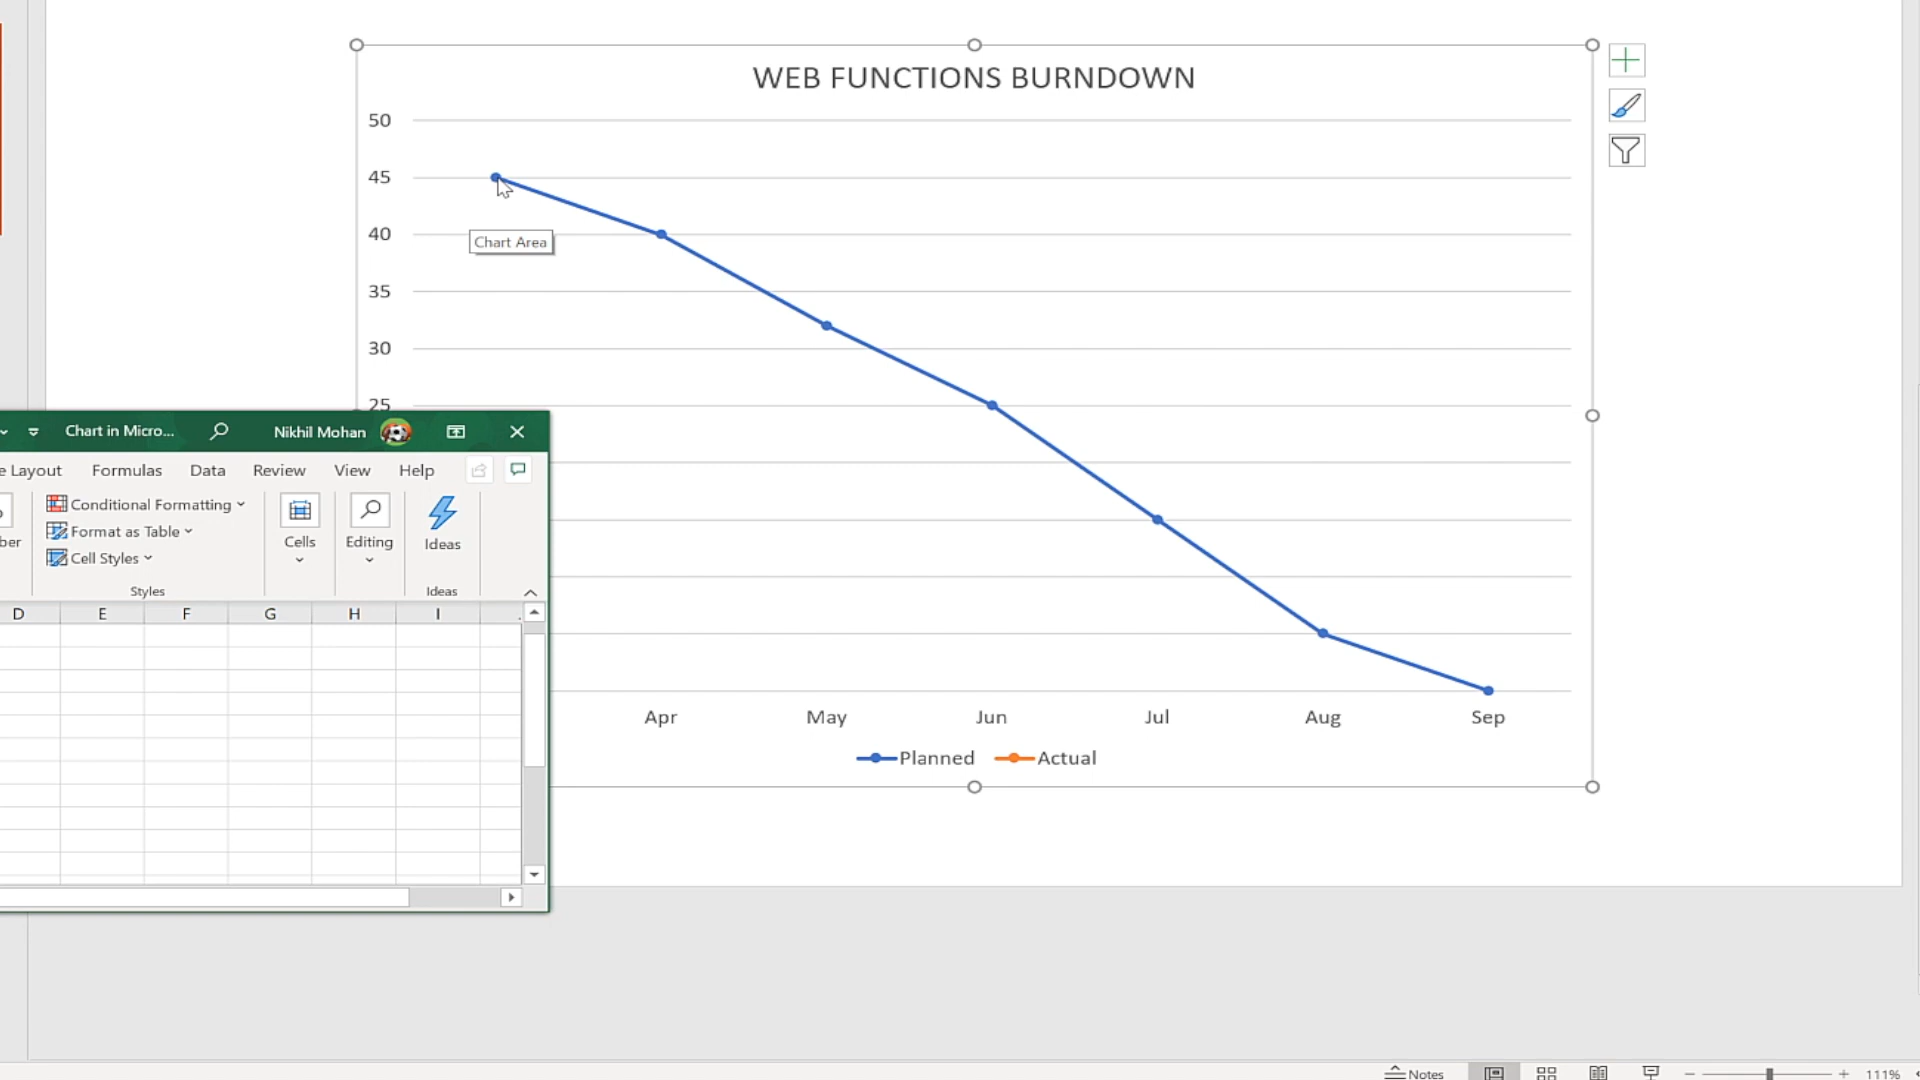 WEB FUNCTIONS BURNDOWN
50
45
40
Chart Area
35
30
25
Chart in Micro...
Nikhil Mohan
e Layout Formulas Data Review View Help
Conditional Formatting
Format as Table
Cell Styles
ber
Cells
Editing
Ideas
Styles
Ideas
D E F G H I
Apr May Jun Jul Aug Sep
Planned Actual
Notes
111%